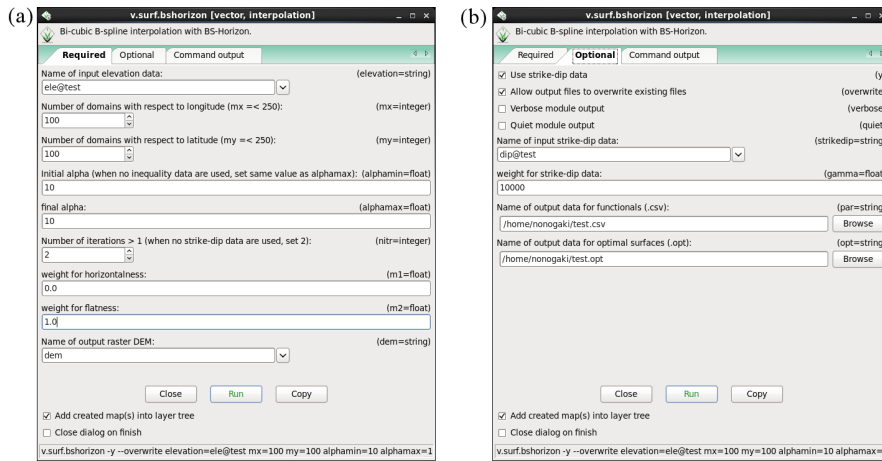 (a)
v.surf.bshorizon [vector, interpolation]
Bi-cubic B-spline interpolation with BS-Horizon.
Required Optional Command output
Name of input elevation data: (elevation=string)
ele@test
Number of domains with respect to longitude (mx =< 250): (mx=integer)
100
Number of domains with respect to latitude (my =< 250): (my=integer)
100
Initial alpha (when no inequality data are used, set same value as alphamax): (alphamin=float)
10
final alpha: (alphamax=float)
10
Number of iterations > 1 (when no strike-dip data are used, set 2): (nitr=integer)
2
weight for horizontalness: (m1=float)
0.0
weight for flatness: (m2=float)
1.0
Name of output raster DEM: (dem=string)
dem
Close Run Copy
Add created map(s) into layer tree
Close dialog on finish
v.surf.bshorizon -y --overwrite elevation=ele@test mx=100 my=100 alphamin=10 alphamax=1
(b)
v.surf.bshorizon [vector, interpolation]
Bi-cubic B-spline interpolation with BS-Horizon.
Required Optional Command output
Use strike-dip data (y
Allow output files to overwrite existing files (overwrite
Verbose module output (verbose
Quiet module output (quiet
Name of input strike-dip data: (strikedip=string
dip@test
weight for strike-dip data: (gamma=float
10000
Name of output data for functionals (.csv): (par=string
/home/nonogaki/test.csv Browse
Name of output data for optimal surfaces (.opt): (opt=string
/home/nonogaki/test.opt Browse
Close Run Copy
Add created map(s) into layer tree
Close dialog on finish
v.surf.bshorizon -y --overwrite elevation=ele@test mx=100 my=100 alphamin=10 alphamax=